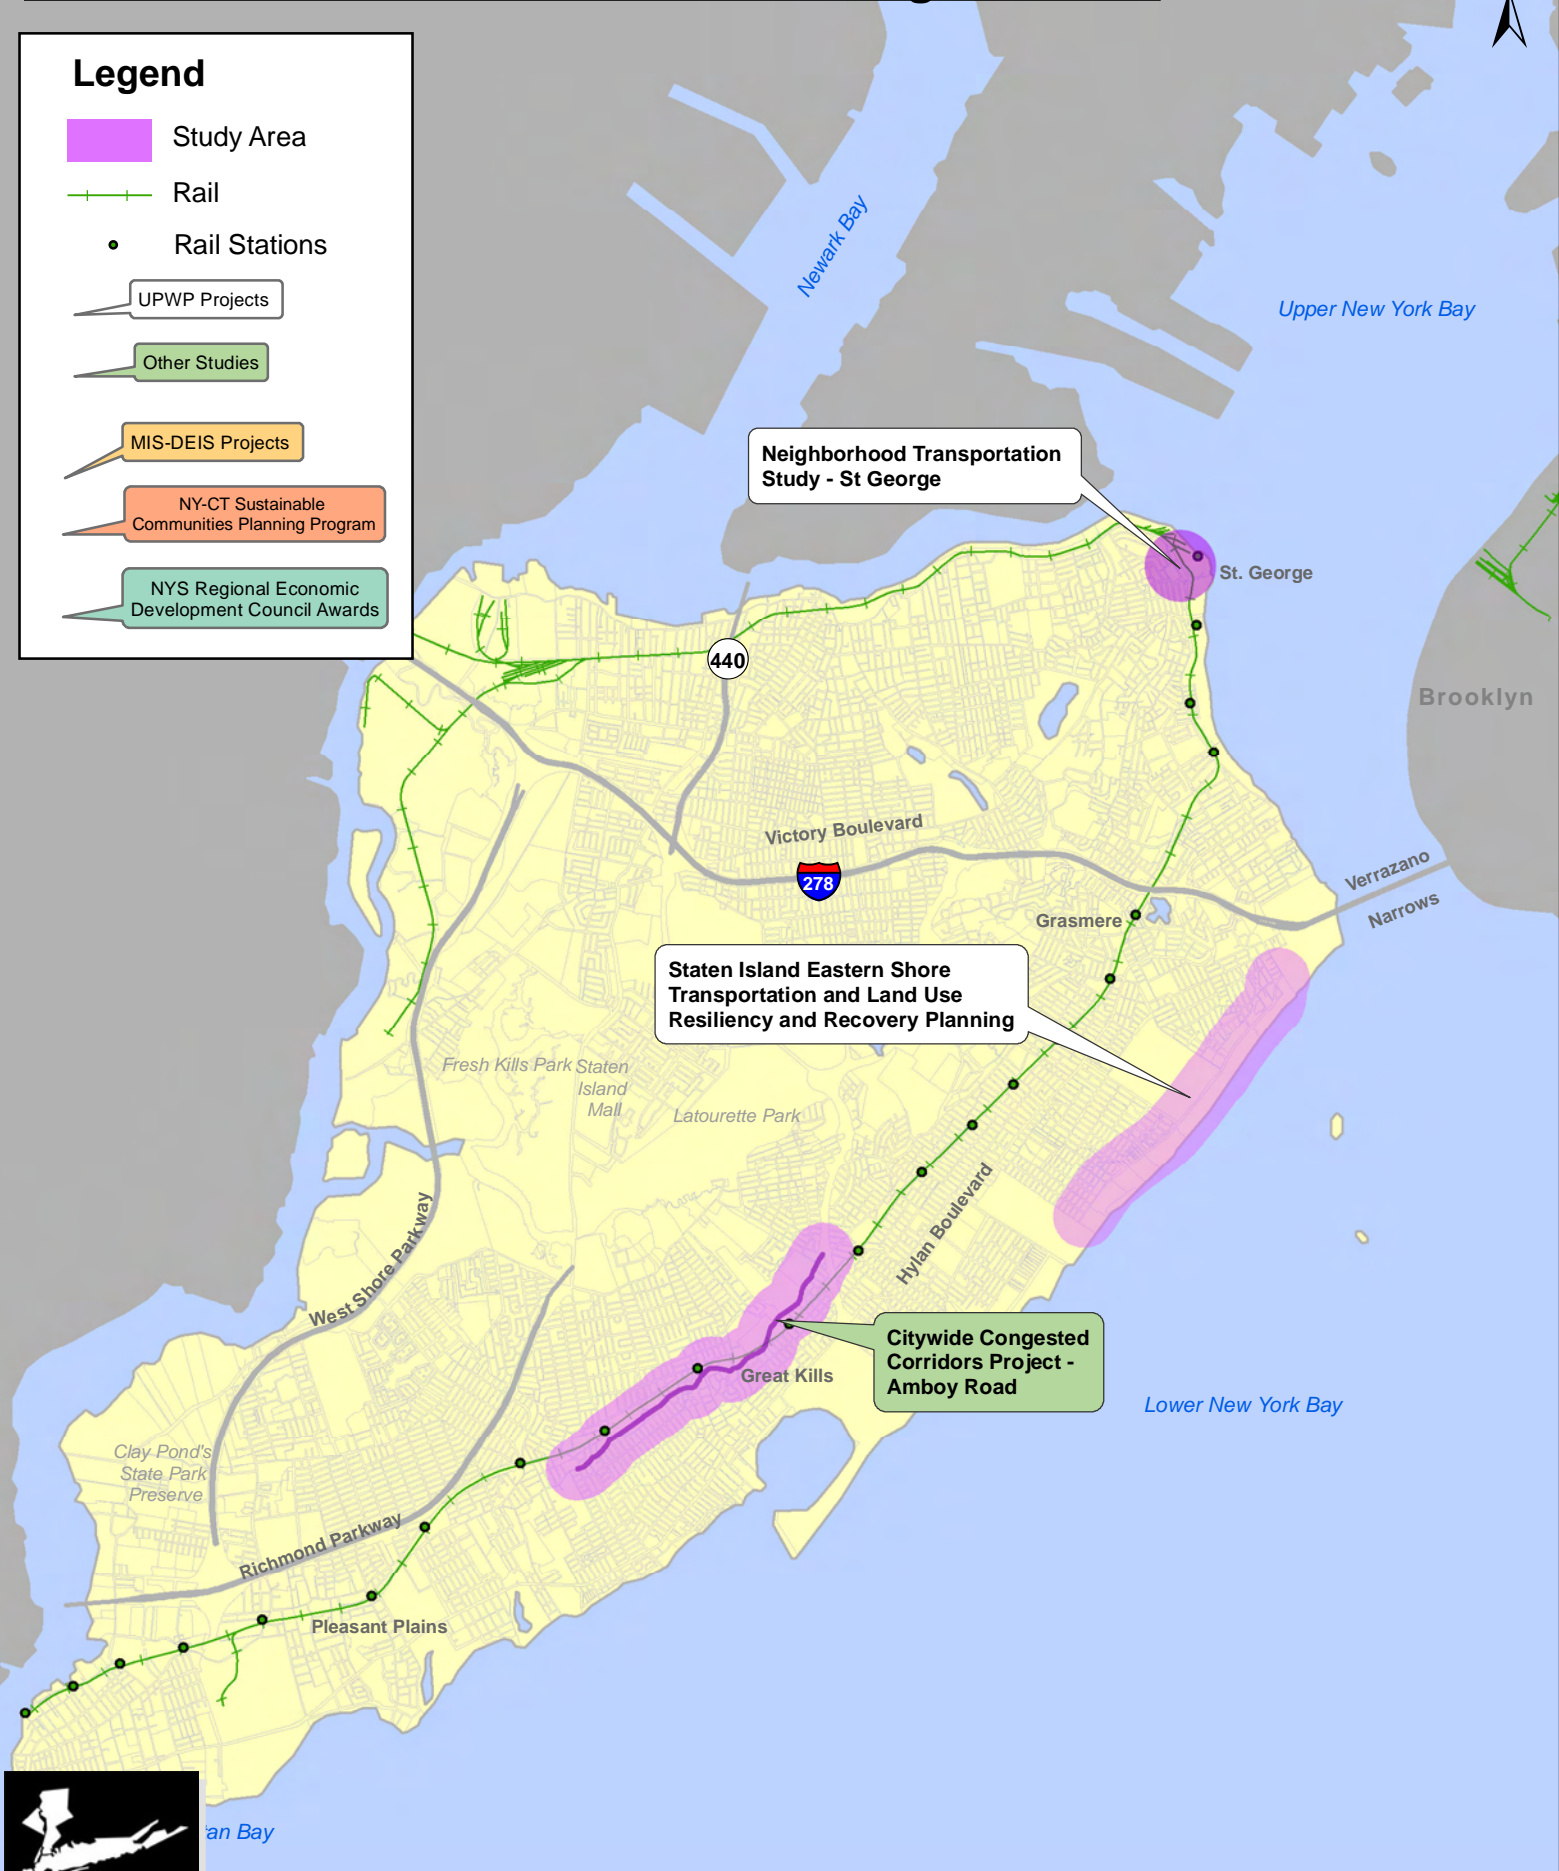 Legend
Study Area
Rail
Rail Stations
UPWP Projects
Other Studies
MIS-DEIS Projects
NY-CT Sustainable
Communities Planning Program
NYS Regional Economic
Development Council Awards
Newark Bay
Upper New York Bay
Neighborhood Transportation
Study - St George
St. George
440
Brooklyn
Victory Boulevard
278
Verrazano
Narrows
Grasmere
Staten Island Eastern Shore
Transportation and Land Use
Resiliency and Recovery Planning
Fresh Kills Park
Staten
Island
Mall
Latourette Park
Hylan Boulevard
West Shore Parkway
Citywide Congested
Corridors Project -
Amboy Road
Great Kills
Lower New York Bay
Clay Pond's
State Park
Preserve
Richmond Parkway
Pleasant Plains
Bay